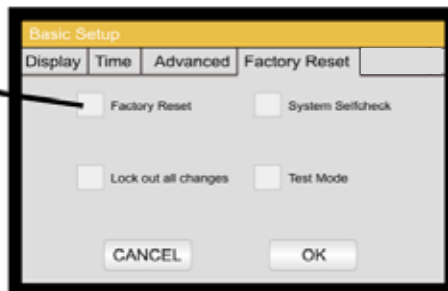 Basic Setup
Display Time Advanced Factory Reset
Factory Reset System Selfcheck
Lock out all changes Test Mode
CANCEL OK